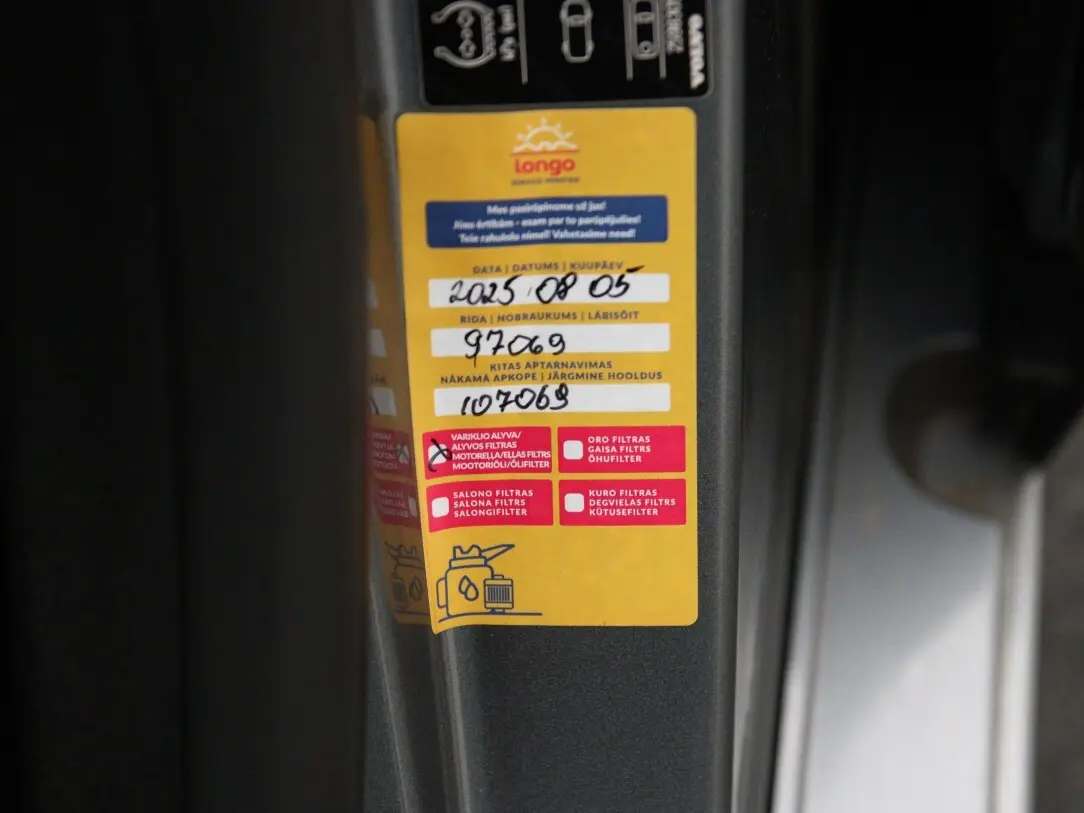 kPa (psi)
VOLVO
Longo
Mes pasirūpinome už jus!
Jūsu ērtībām - esam par to parūpējušies!
Teie rahulolu nimel! Vahetasime need!
DATA | DATUMS | KUUPÄEV
2025.08 05
RIDA | NOBRAUKUMS | LÄBISÕIT
97069
KITAS APTARNAVIMAS
NĀKAMĀ APKOPE | JÄRGMINE HOOLDUS
107069
VARIKLIO ALYVA/
ALYVOS FILTRAS
MOTOREĻĻA/EĻĻAS FILTRS
MOOTORIÕLI/ÕLIFILTER
ORO FILTRAS
GAISA FILTRS
ÕHUFILTER
SALONO FILTRAS
SALONA FILTRS
SALONGIFILTER
KURO FILTRAS
DEGVIELAS FILTRS
KÜTUSEFILTER